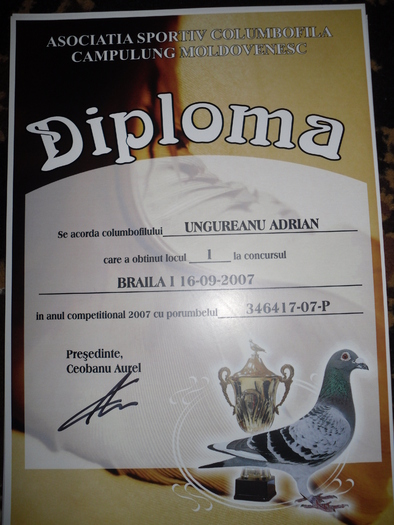 ASOCIATIA SPORTIV COLUMBOFILA
CAMPULUNG MOLDOVENESC
Diploma
Se acorda columbofilului UNGUREANU ADRIAN
care a obtinut locul 1 la concursul
BRAILA I 16-09-2007
in anul competitional 2007 cu porumbelul 346417-07-P
Preşedinte,
Ceobanu Aurel